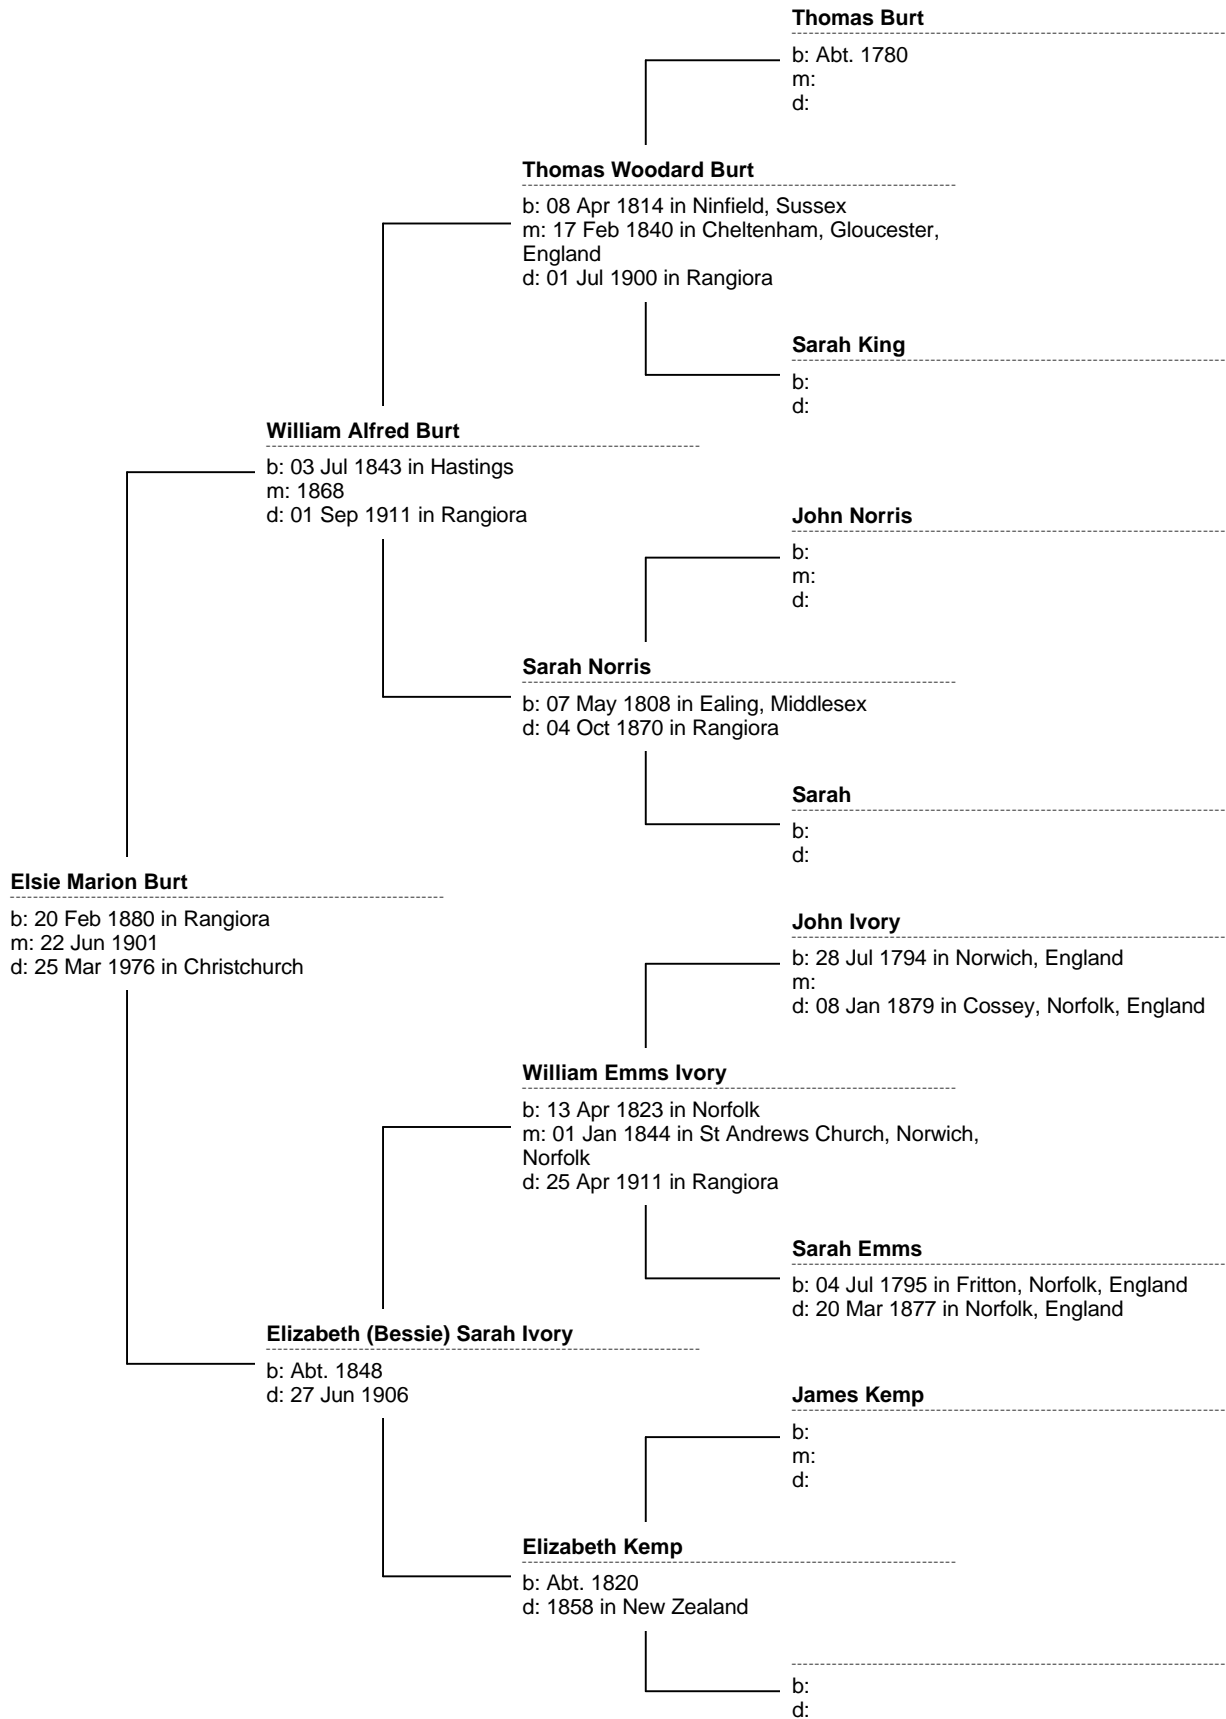 Thomas Burt
b: Abt. 1780
m:
d:
Thomas Woodard Burt
b: 08 Apr 1814 in Ninfield, Sussex
m: 17 Feb 1840 in Cheltenham, Gloucester,
England
d: 01 Jul 1900 in Rangiora
Sarah King
b:
d:
William Alfred Burt
b: 03 Jul 1843 in Hastings
m: 1868
d: 01 Sep 1911 in Rangiora
John Norris
b:
m:
d:
Sarah Norris
b: 07 May 1808 in Ealing, Middlesex
d: 04 Oct 1870 in Rangiora
Sarah
b:
d:
Elsie Marion Burt
b: 20 Feb 1880 in Rangiora
m: 22 Jun 1901
d: 25 Mar 1976 in Christchurch
John Ivory
b: 28 Jul 1794 in Norwich, England
m:
d: 08 Jan 1879 in Cossey, Norfolk, England
William Emms Ivory
b: 13 Apr 1823 in Norfolk
m: 01 Jan 1844 in St Andrews Church, Norwich,
Norfolk
d: 25 Apr 1911 in Rangiora
Sarah Emms
b: 04 Jul 1795 in Fritton, Norfolk, England
d: 20 Mar 1877 in Norfolk, England
Elizabeth (Bessie) Sarah Ivory
b: Abt. 1848
d: 27 Jun 1906
James Kemp
b:
m:
d:
Elizabeth Kemp
b: Abt. 1820
d: 1858 in New Zealand
b:
d: